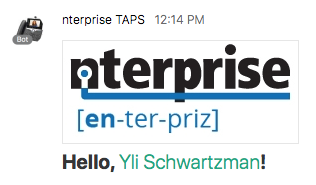 nterprise TAPS 12:14 PM
Bot
nterprise
[en-ter-priz]
Hello, Yli Schwartzman!